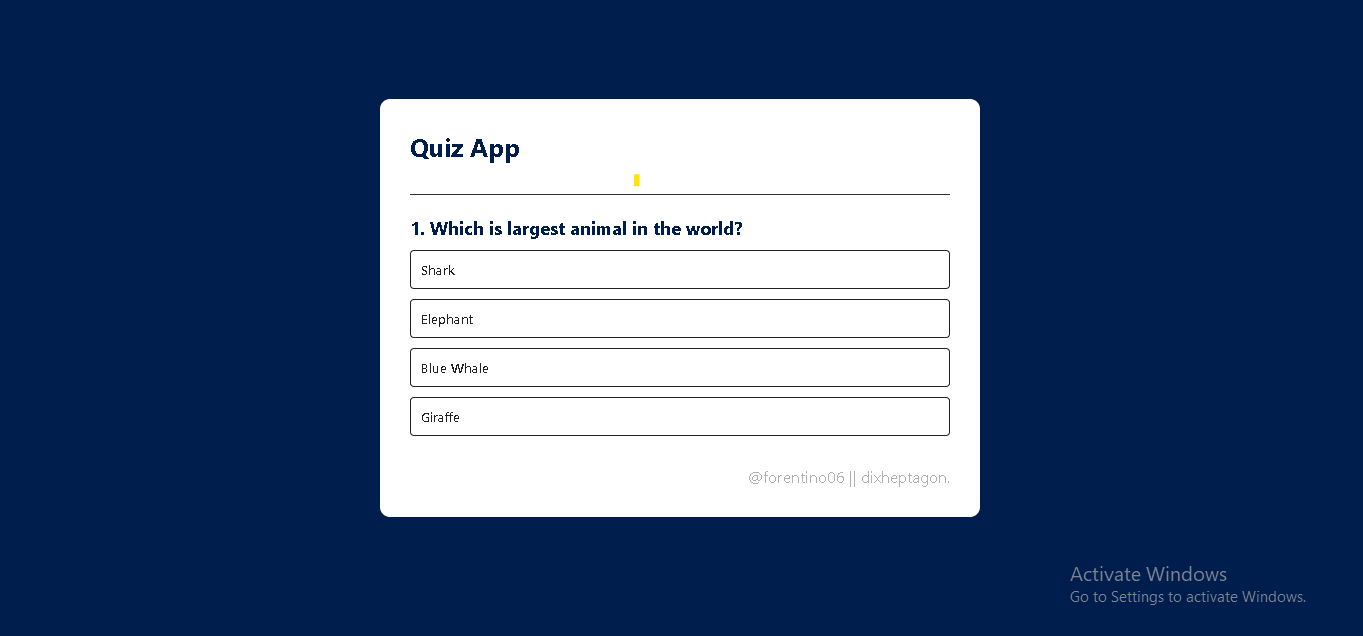 Quiz App
1. Which is largest animal in the world?
Shark
Elephant
Blue Whale
Giraffe
@forentino06 || dixheptagon.
Activate Windows
Go to Settings to activate Windows.